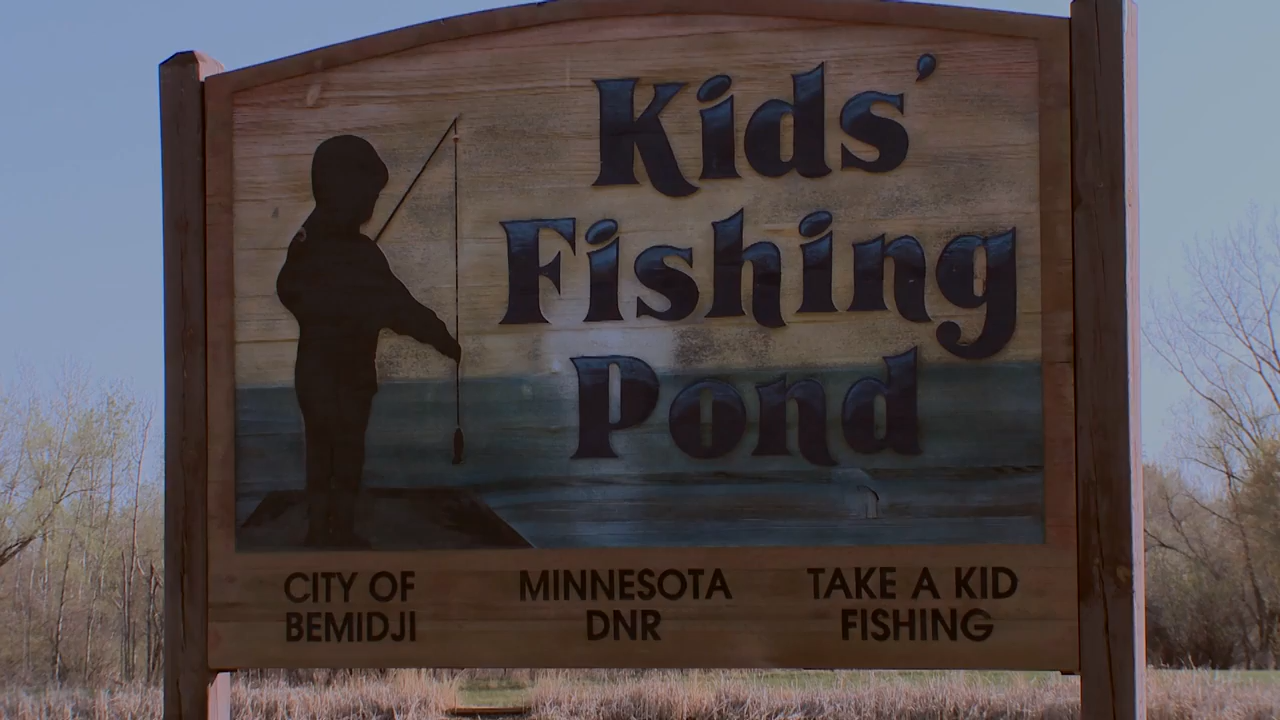 Kids'
Fishing
Pond
CITY OF
BEMIDJI
MINNESOTA
DNR
TAKE A KID
FISHING